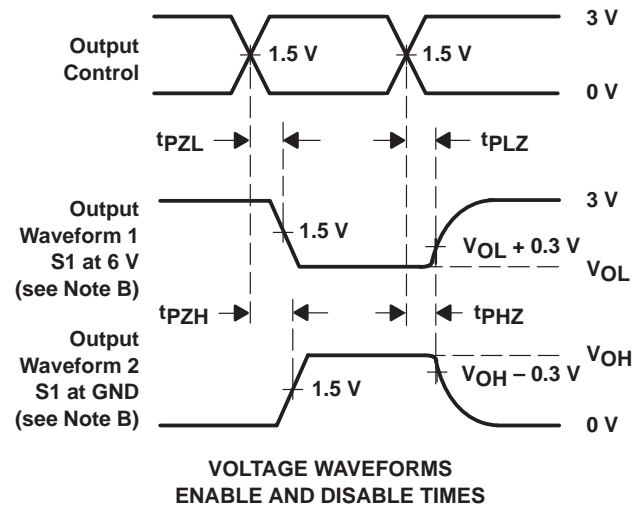 3 V
Output
Control
1.5 V
1.5 V
0 V
tPZL
tPLZ
Output
Waveform 1
S1 at 6 V
(see Note B)
3 V
1.5 V
VOL + 0.3 V
VOL
tPZH
tPHZ
Output
Waveform 2
S1 at GND
(see Note B)
VOH
VOH – 0.3 V
1.5 V
0 V
VOLTAGE WAVEFORMS
ENABLE AND DISABLE TIMES